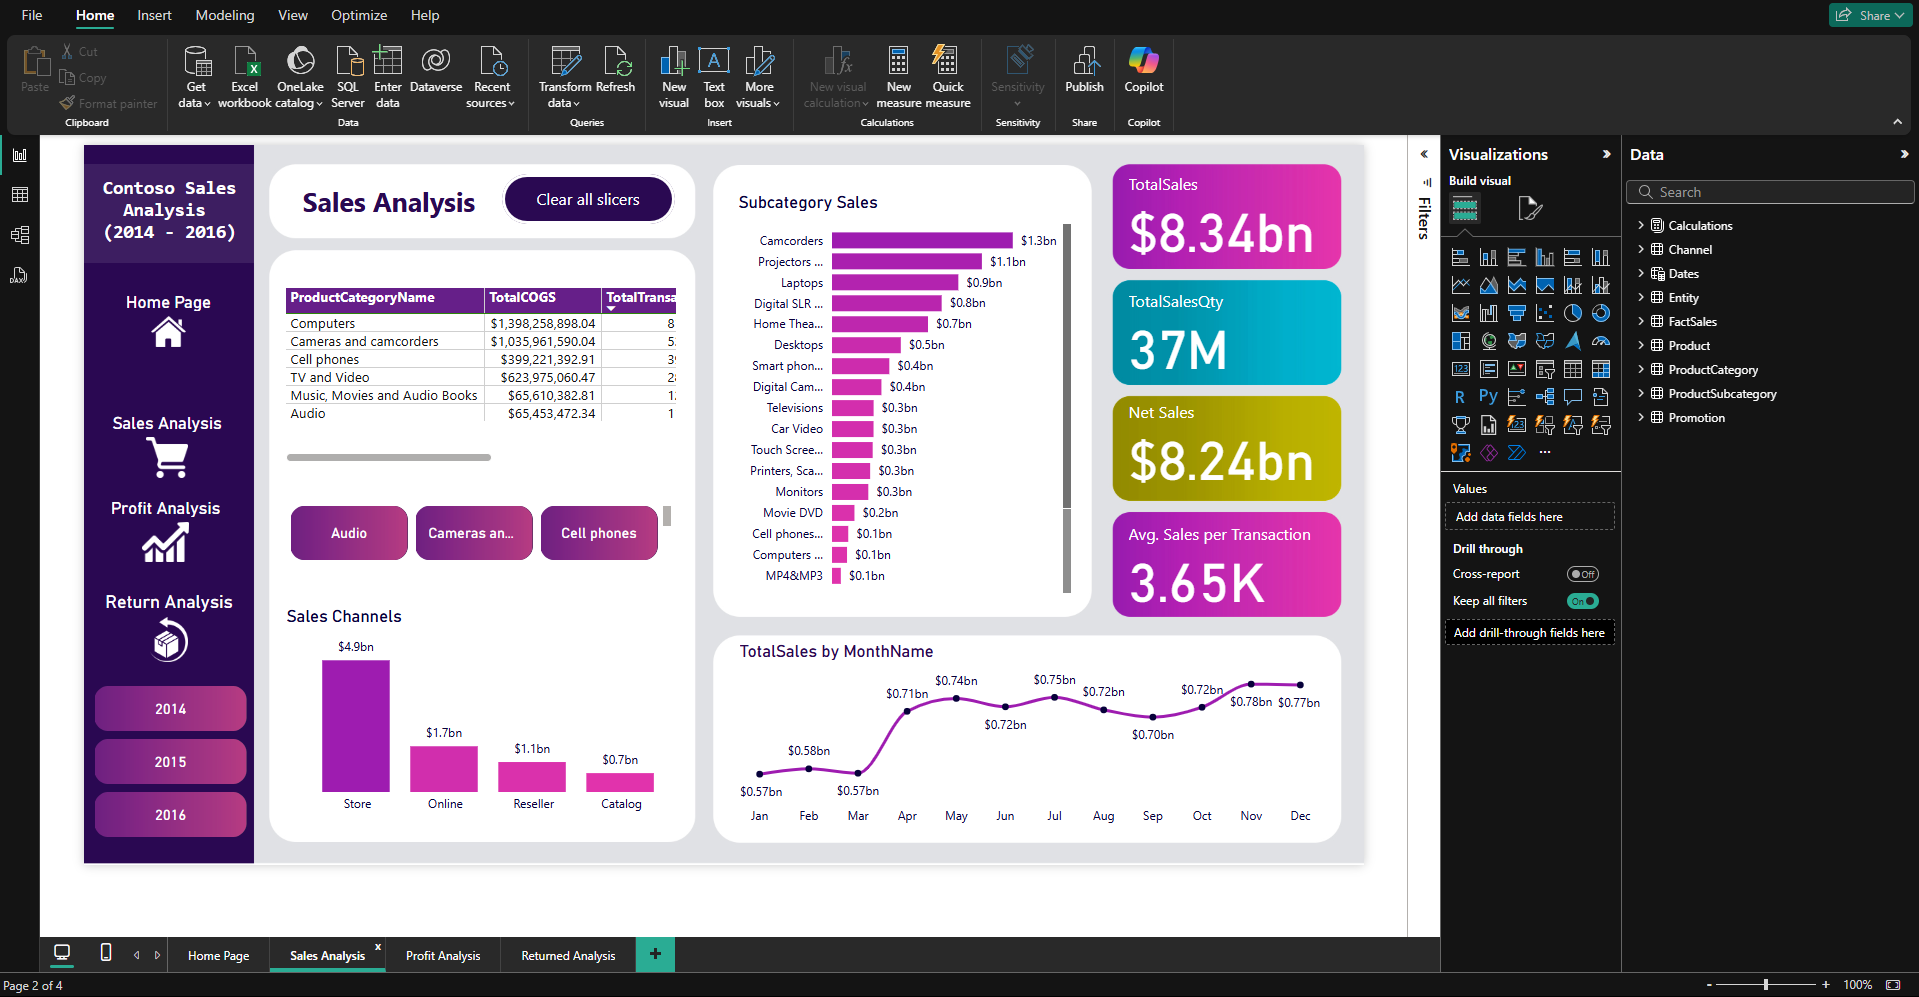 File
Home
Insert
Modeling
View
Optimize
Help
Share
Paste
Cut
Copy
Format painter
Clipboard
Get data
Excel workbook
OneLake catalog
SQL Server
Enter data
Dataverse
Recent sources
Data
Transform data
Refresh
Queries
New visual
Text box
More visuals
Insert
New visual calculation
New measure
Quick measure
Calculations
Sensitivity
Sensitivity
Publish
Share
Copilot
Copilot
Contoso Sales
Analysis
(2014 - 2016)
Home Page
Sales Analysis
Profit Analysis
Return Analysis
2014
2015
2016
Sales Analysis
Clear all slicers
ProductCategoryName TotalCOGS TotalTransa
Computers $1,398,258,898.04 8
Cameras and camcorders $1,035,961,590.04 5
Cell phones $399,221,392.91 3
TV and Video $623,975,060.47 2
Music, Movies and Audio Books $65,610,382.81 1
Audio $65,453,472.34 1
Audio
Cameras an...
Cell phones
Sales Channels
$4.9bn
$1.7bn
$1.1bn
$0.7bn
Store
Online
Reseller
Catalog
Subcategory Sales
Camcorders $1.3bn
Projectors ... $1.1bn
Laptops $0.9bn
Digital SLR ... $0.8bn
Home Thea... $0.7bn
Desktops $0.5bn
Smart phon... $0.4bn
Digital Cam... $0.4bn
Televisions $0.3bn
Car Video $0.3bn
Touch Scree... $0.3bn
Printers, Sca... $0.3bn
Monitors $0.3bn
Movie DVD $0.2bn
Cell phones... $0.1bn
Computers ... $0.1bn
MP4&MP3 $0.1bn
TotalSales
$8.34bn
TotalSalesQty
37M
Net Sales
$8.24bn
Avg. Sales per Transaction
3.65K
TotalSales by MonthName
$0.57bn
$0.58bn
$0.57bn
$0.71bn
$0.74bn
$0.72bn
$0.75bn
$0.72bn
$0.70bn
$0.72bn
$0.78bn
$0.77bn
Jan
Feb
Mar
Apr
May
Jun
Jul
Aug
Sep
Oct
Nov
Dec
Filters
Visualizations
Build visual
R
Py
123
Values
Add data fields here
Drill through
Cross-report
Off
Keep all filters
On
Add drill-through fields here
Data
Search
Calculations
Channel
Dates
Entity
FactSales
Product
ProductCategory
ProductSubcategory
Promotion
Home Page
Sales Analysis
x
Profit Analysis
Returned Analysis
+
Page 2 of 4
- + 100%